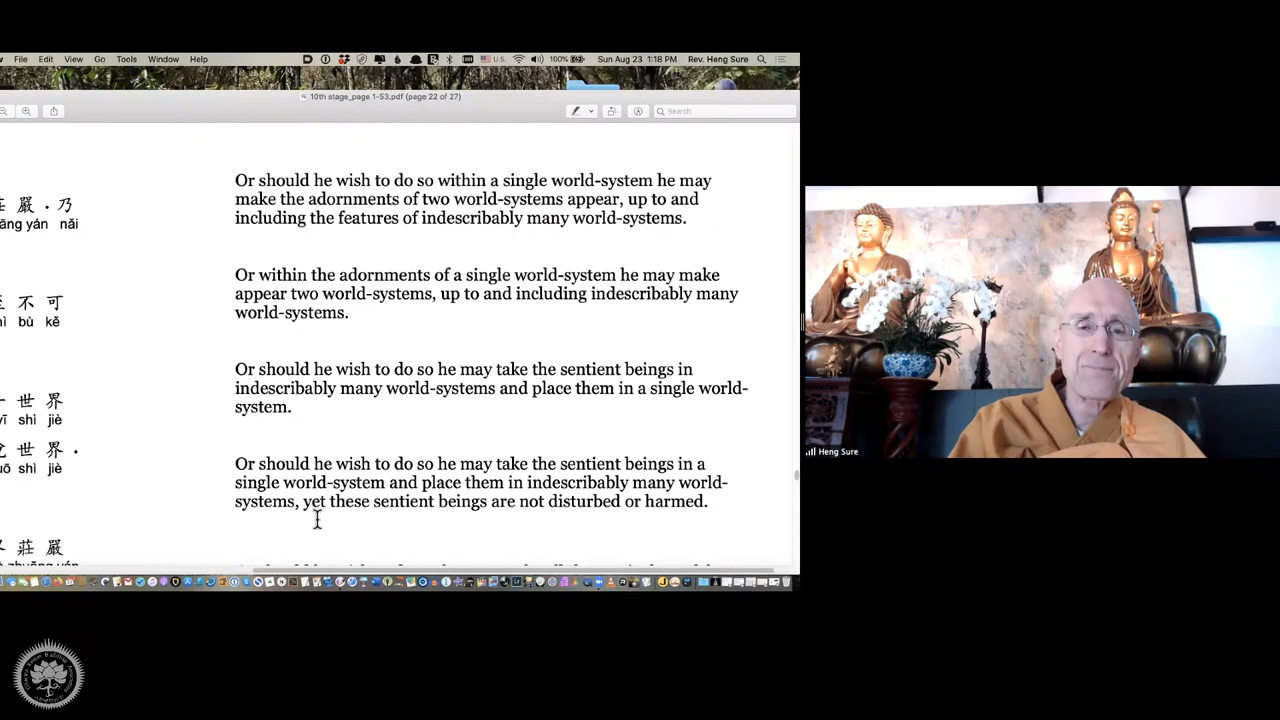 File Edit View Go Tools Window Help U.S. 100% Sun Aug 23 1:18 PM Rev. Heng Sure
10th stage_page 1-53.pdf (page 22 of 27)
Search
Or should he wish to do so within a single world-system he may
make the adornments of two world-systems appear, up to and
including the features of indescribably many world-systems.
嚴 . 乃
yán nǎi
Or within the adornments of a single world-system he may make
appear two world-systems, up to and including indescribably many
world-systems.
不 可
bù kě
Or should he wish to do so he may take the sentient beings in
indescribably many world-systems and place them in a single world-
system.
世 界
yī shì jiè
世 界 .
shì jiè
Or should he wish to do so he may take the sentient beings in a
single world-system and place them in indescribably many world-
systems, yet these sentient beings are not disturbed or harmed.
莊 嚴
Heng Sure